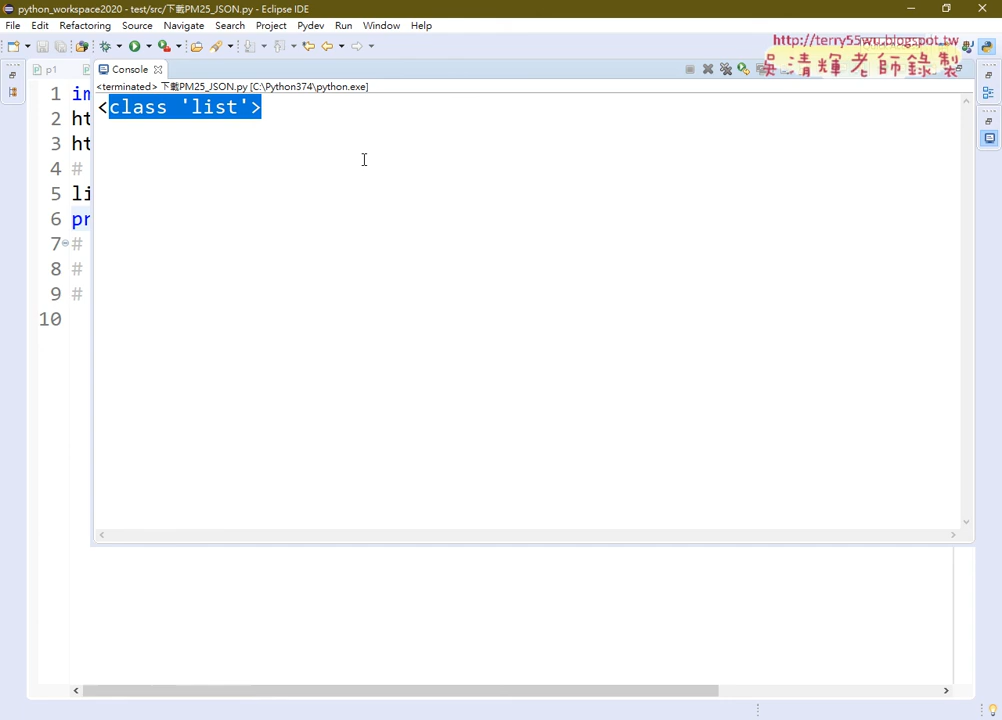 python_workspace2020 - test/src/下載PM25_JSON.py - Eclipse IDE
File Edit Refactoring Source Navigate Search Project Pydev Run Window Help
http://terry55wu.blogspot.tw
吳清輝老師錄製
p1 Console
<terminated> 下載PM25_JSON.py [C:\Python374\python.exe]
1 im <class 'list'>
2 ht
3 ht
4 #
5 li
6 pr
7 #
8 #
9 #
10